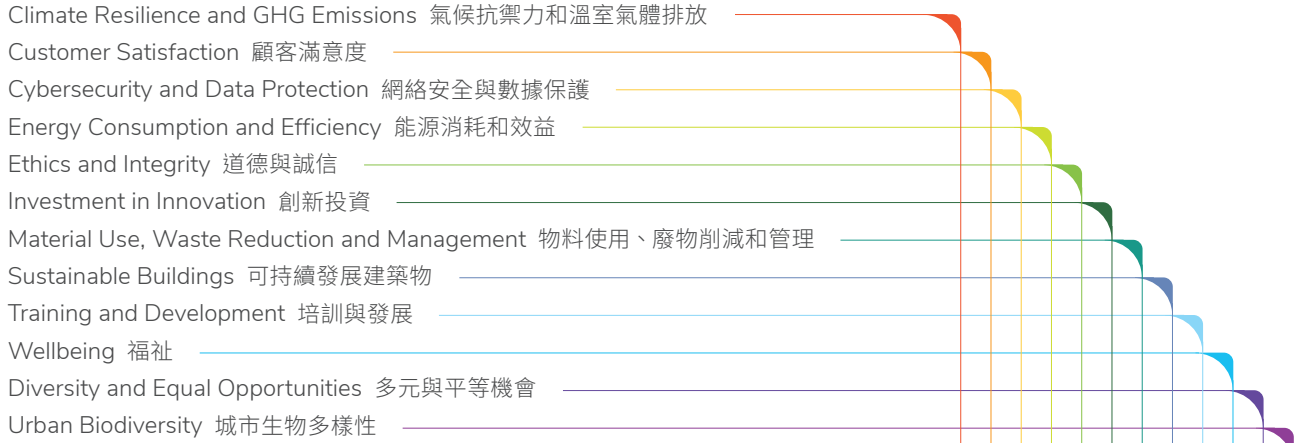 Climate Resilience and GHG Emissions 氣候抗禦力和溫室氣體排放
Customer Satisfaction 顧客滿意度
Cybersecurity and Data Protection 網絡安全與數據保護
Energy Consumption and Efficiency 能源消耗和效益
Ethics and Integrity 道德與誠信
Investment in Innovation 創新投資
Material Use, Waste Reduction and Management 物料使用、廢物削減和管理
Sustainable Buildings 可持續發展建築物
Training and Development 培訓與發展
Wellbeing 福祉
Diversity and Equal Opportunities 多元與平等機會
Urban Biodiversity 城市生物多樣性